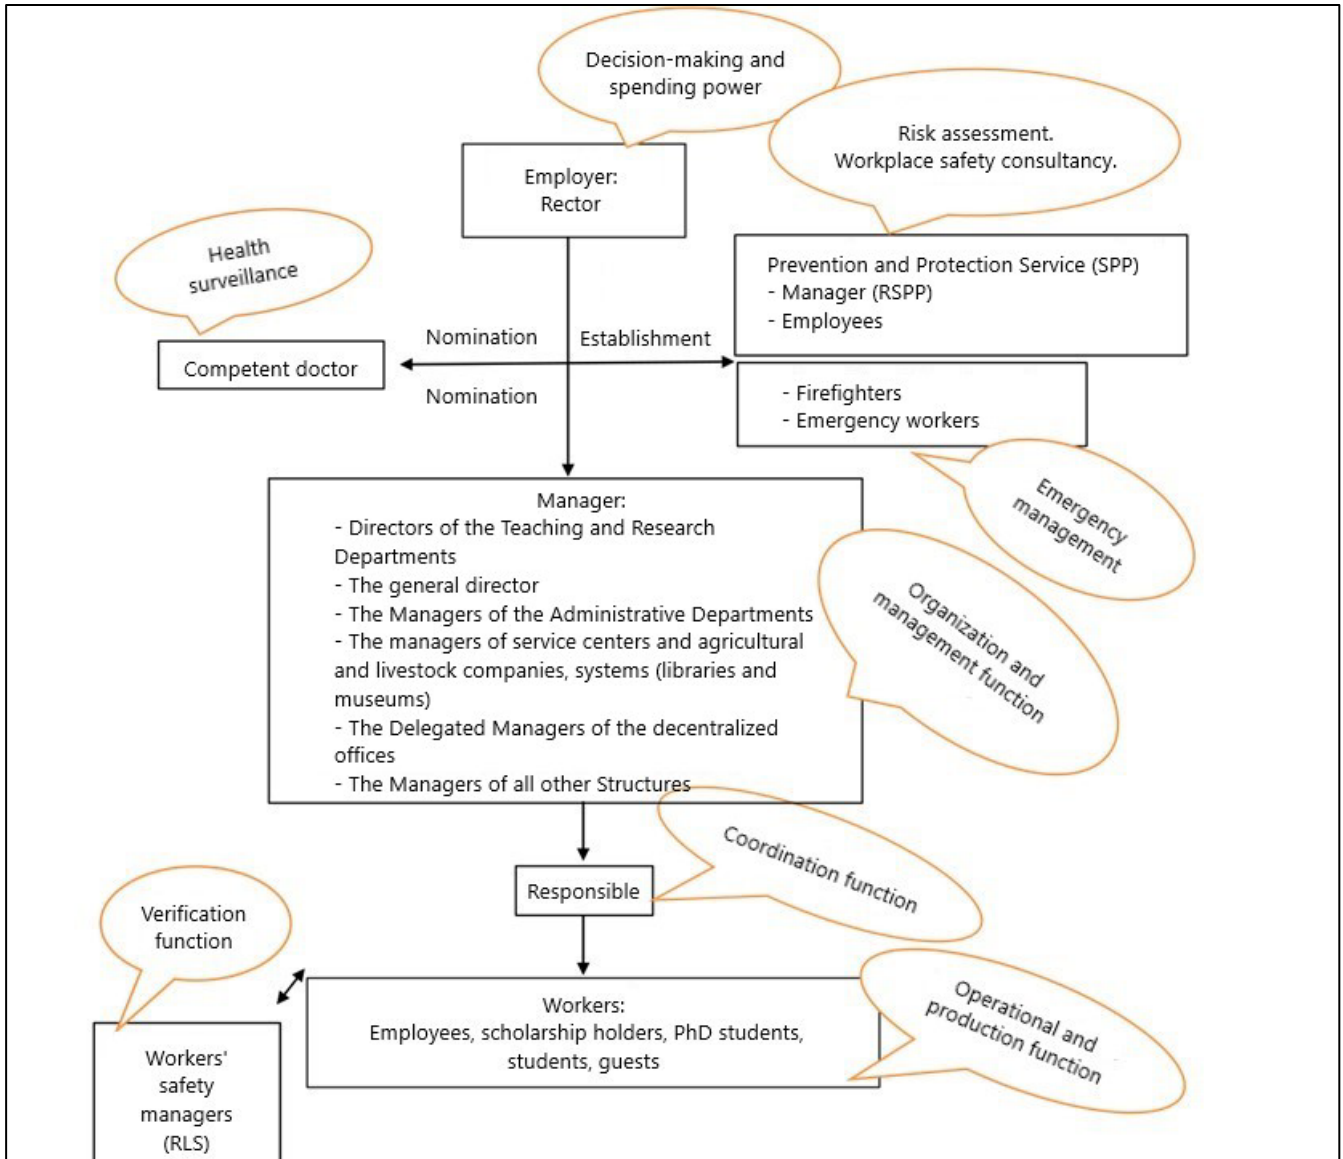 Decision-making and
spending power
Risk assessment.
Workplace safety consultancy.
Employer:
Rector
Health
surveillance
Prevention and Protection Service (SPP)
- Manager (RSPP)
- Employees
Nomination
Establishment
Competent doctor
Nomination
- Firefighters
- Emergency workers
Emergency
management
Manager:
- Directors of the Teaching and Research
Departments
- The general director
- The Managers of the Administrative Departments
- The managers of service centers and agricultural
and livestock companies, systems (libraries and
museums)
- The Delegated Managers of the decentralized
offices
- The Managers of all other Structures
Organization and
management function
Coordination function
Responsible
Verification
function
Workers:
Employees, scholarship holders, PhD students,
students, guests
Operational and
production function
Workers'
safety
managers
(RLS)